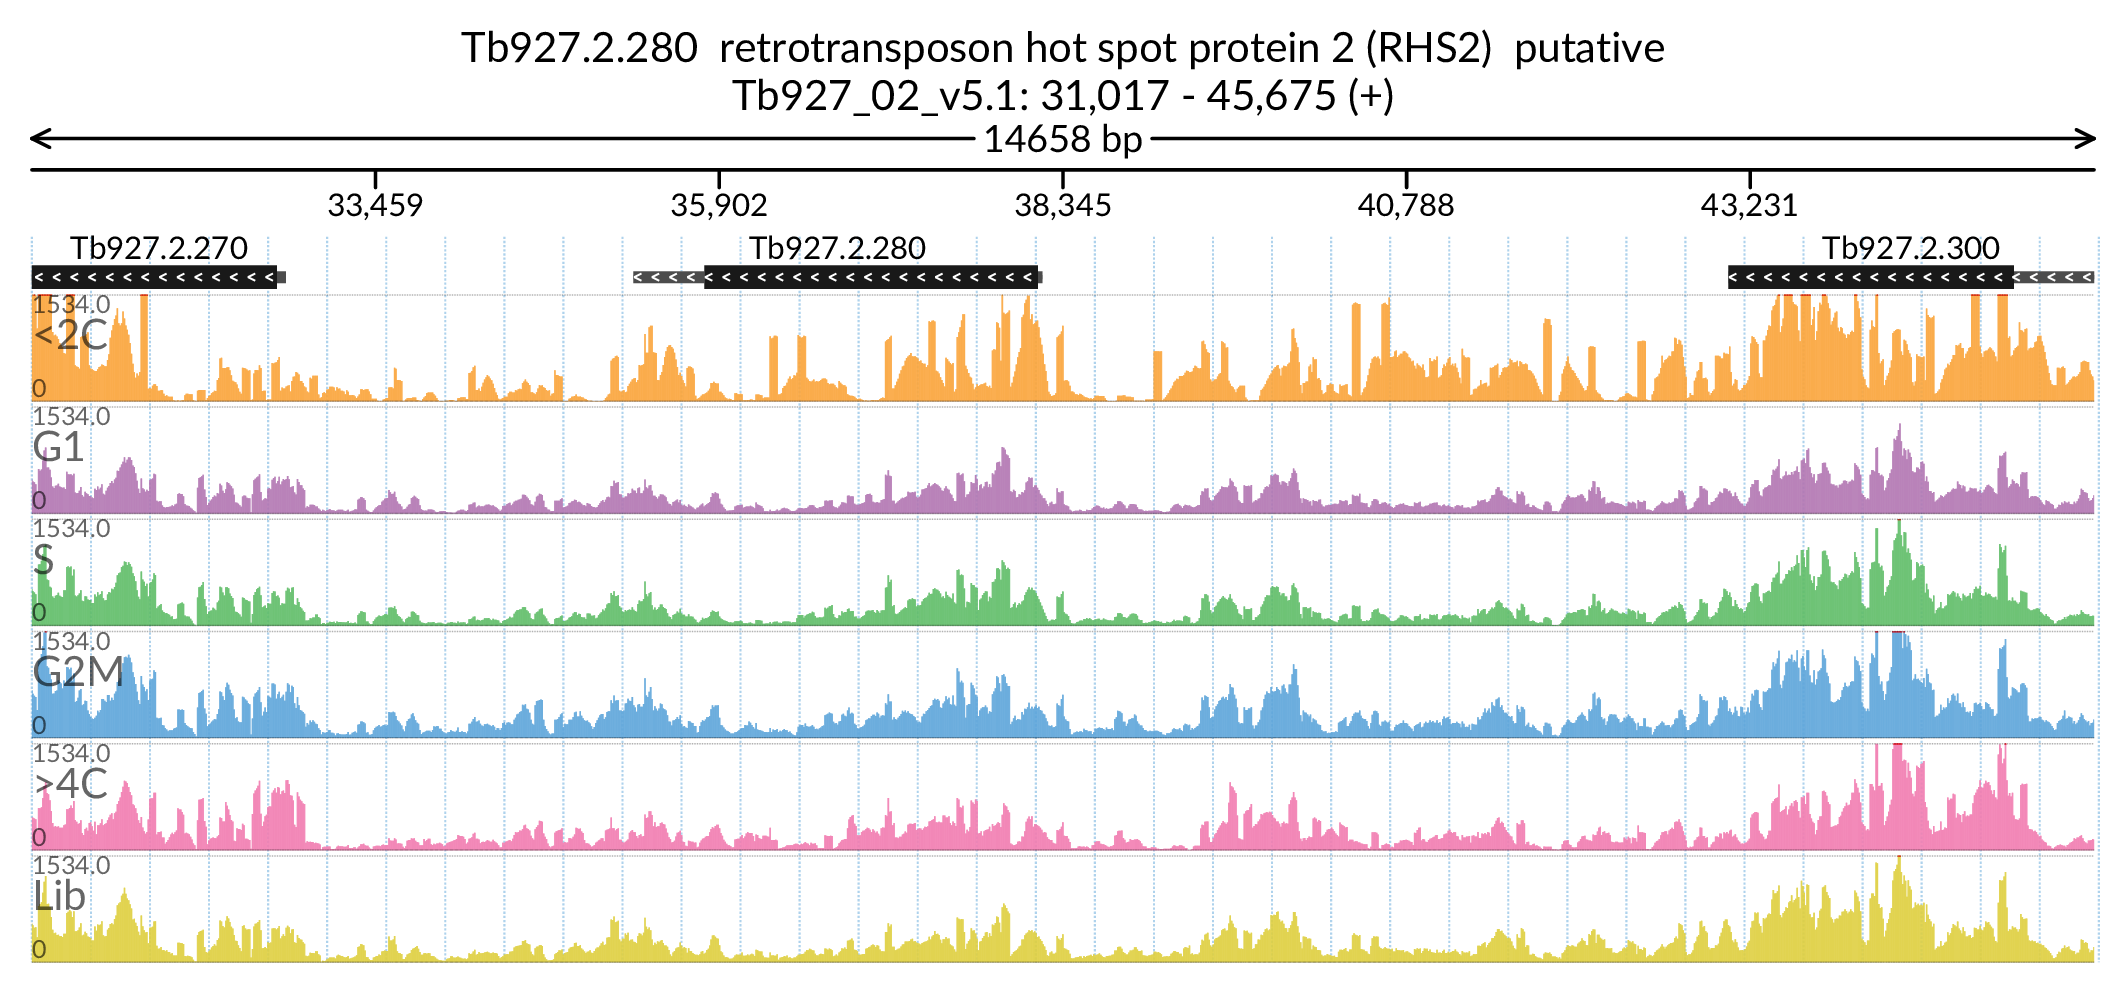 Tb927.2.280  retrotransposon hot spot protein 2 (RHS2)  putative
Tb927_02_v5.1: 31,017 - 45,675 (+)
14658 bp
33,459 35,902 38,345 40,788 43,231
Tb927.2.270 Tb927.2.280 Tb927.2.300
1534.0
<2C
0
1534.0
G1
0
1534.0
S
0
1534.0
G2M
0
1534.0
>4C
0
1534.0
Lib
0